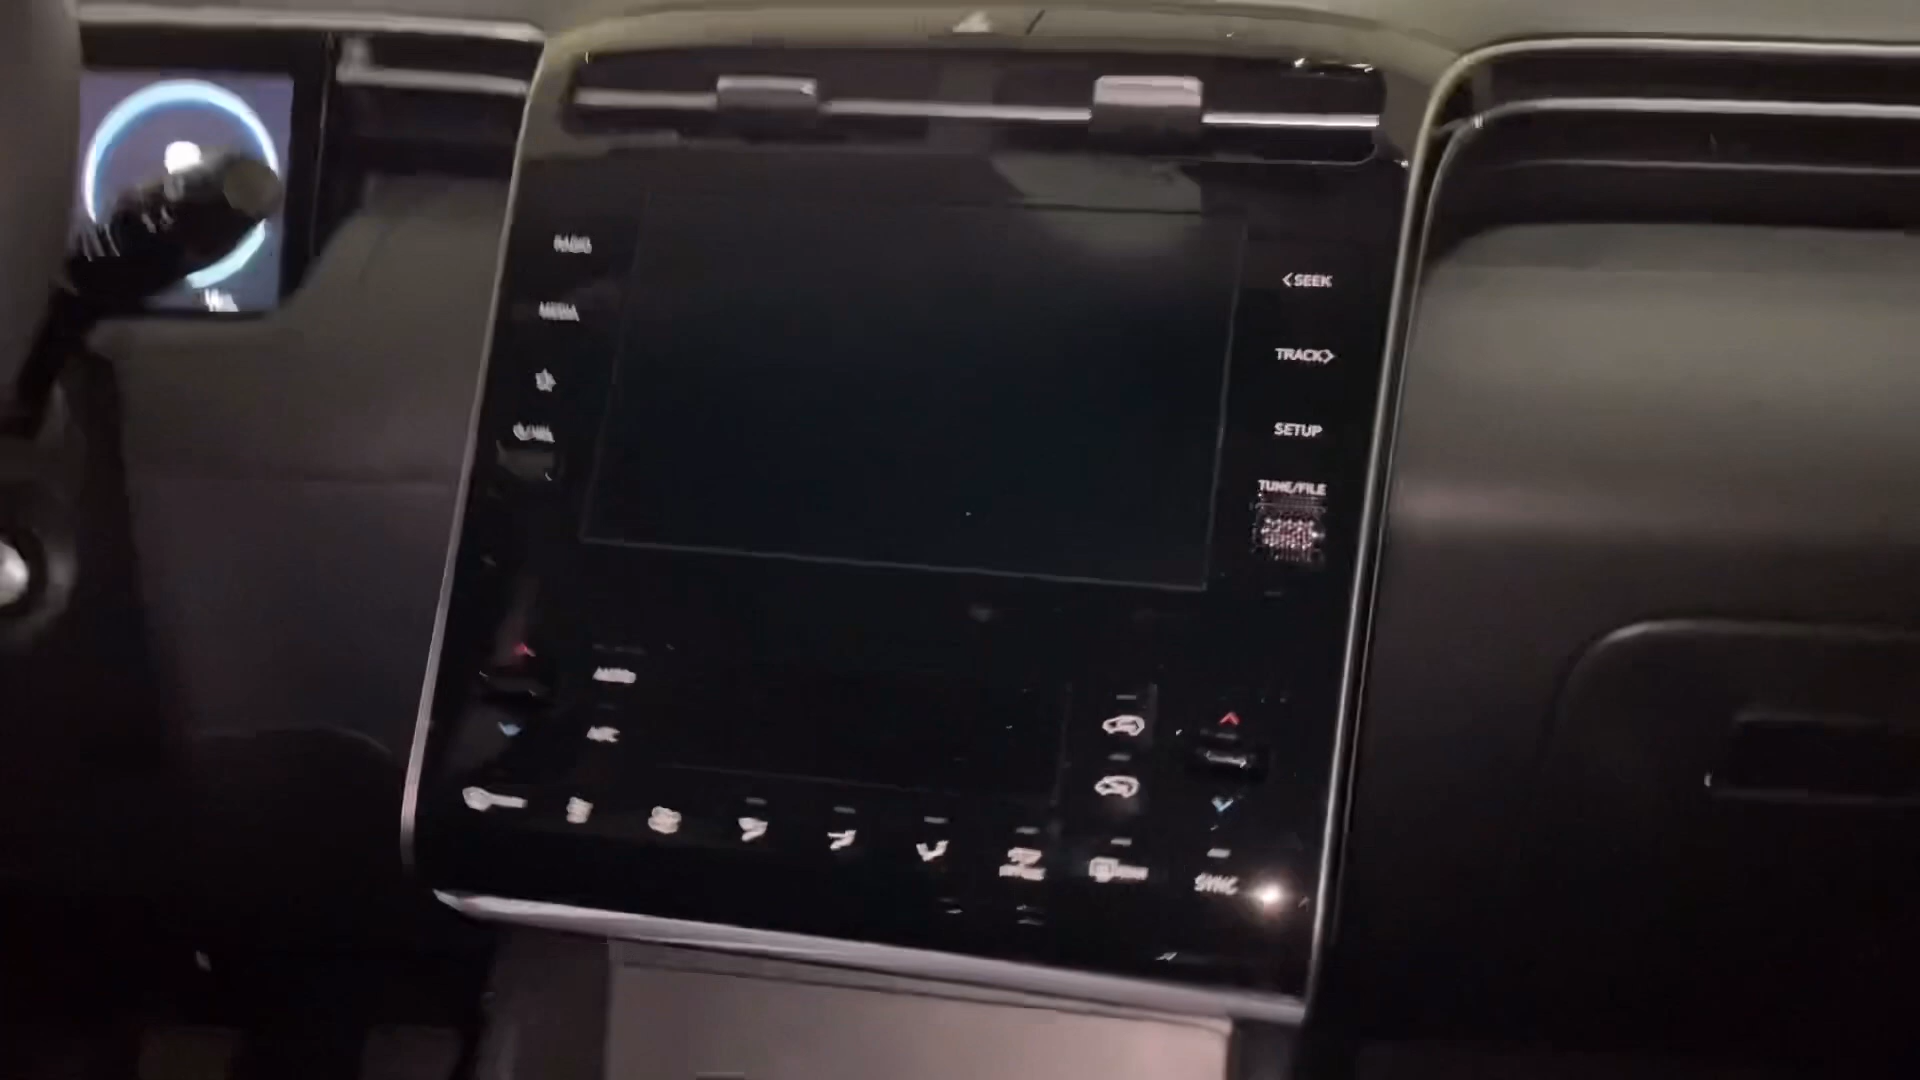 RADIO
MEDIA
<SEEK
TRACK>
SETUP
TUNE/FILE
AUTO
A/C
SYNC